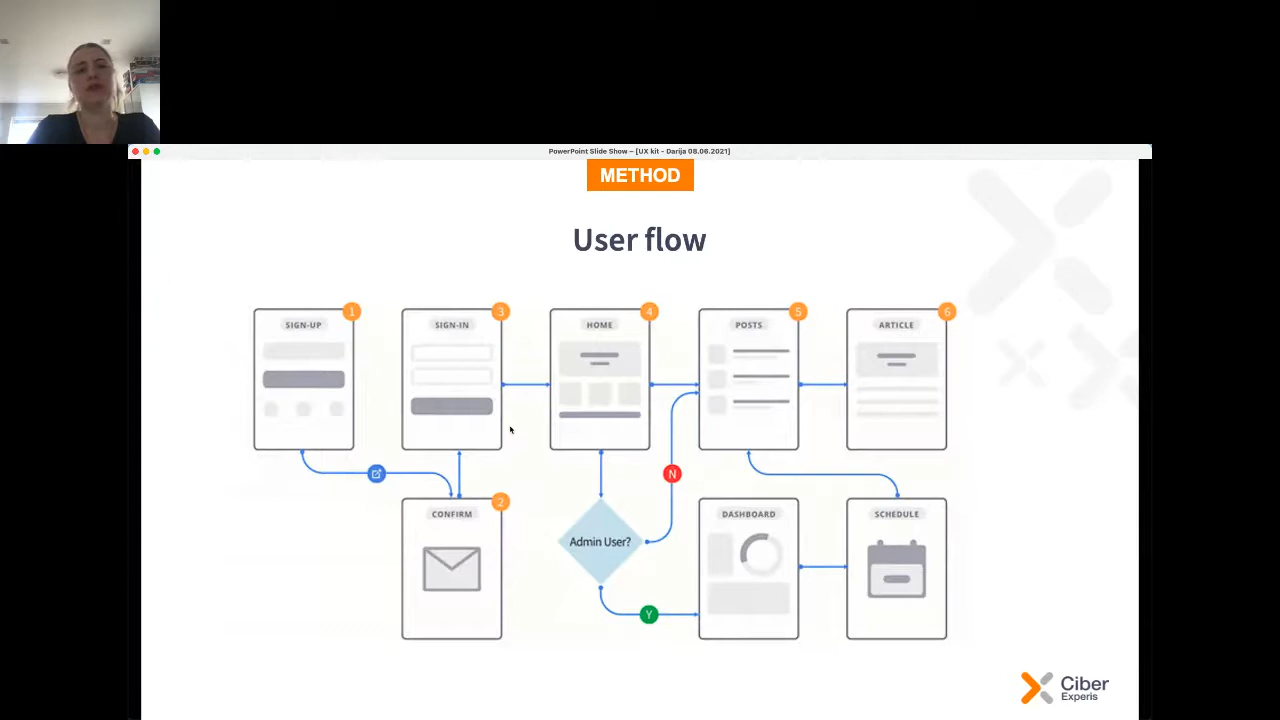 PowerPoint Slide Show – [UX kit - Darija 08.06.2021]
METHOD
User flow
1
3
4
5
6
SIGN-UP
SIGN-IN
HOME
POSTS
ARTICLE
N
2
CONFIRM
DASHBOARD
SCHEDULE
Admin User?
Y
Ciber
Experis